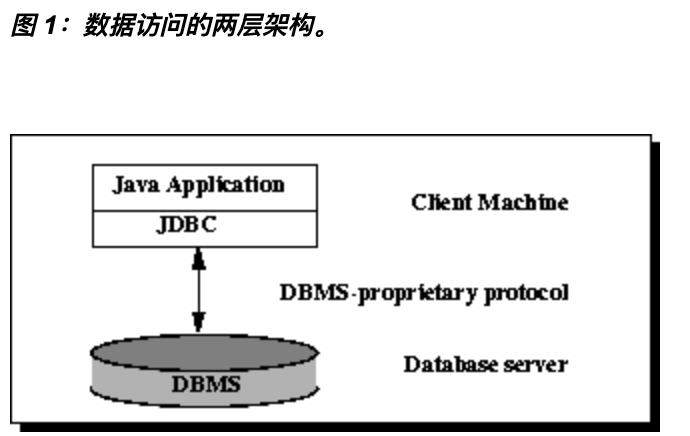 图 1：数据访问的两层架构。
Java Application
Client Machine
JDBC
DBMS-proprietary protocol
Database server
DBMS